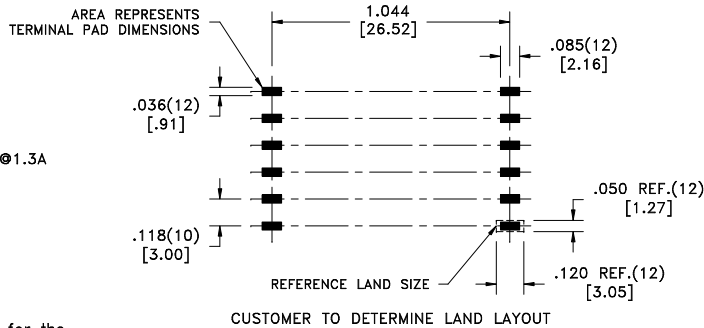 AREA REPRESENTS
TERMINAL PAD DIMENSIONS
1.044
[26.52]
.085(12)
[2.16]
.036(12)
[.91]
@1.3A
.050 REF.(12)
[1.27]
.118(10)
[3.00]
REFERENCE LAND SIZE
.120 REF.(12)
[3.05]
CUSTOMER TO DETERMINE LAND LAYOUT
for the